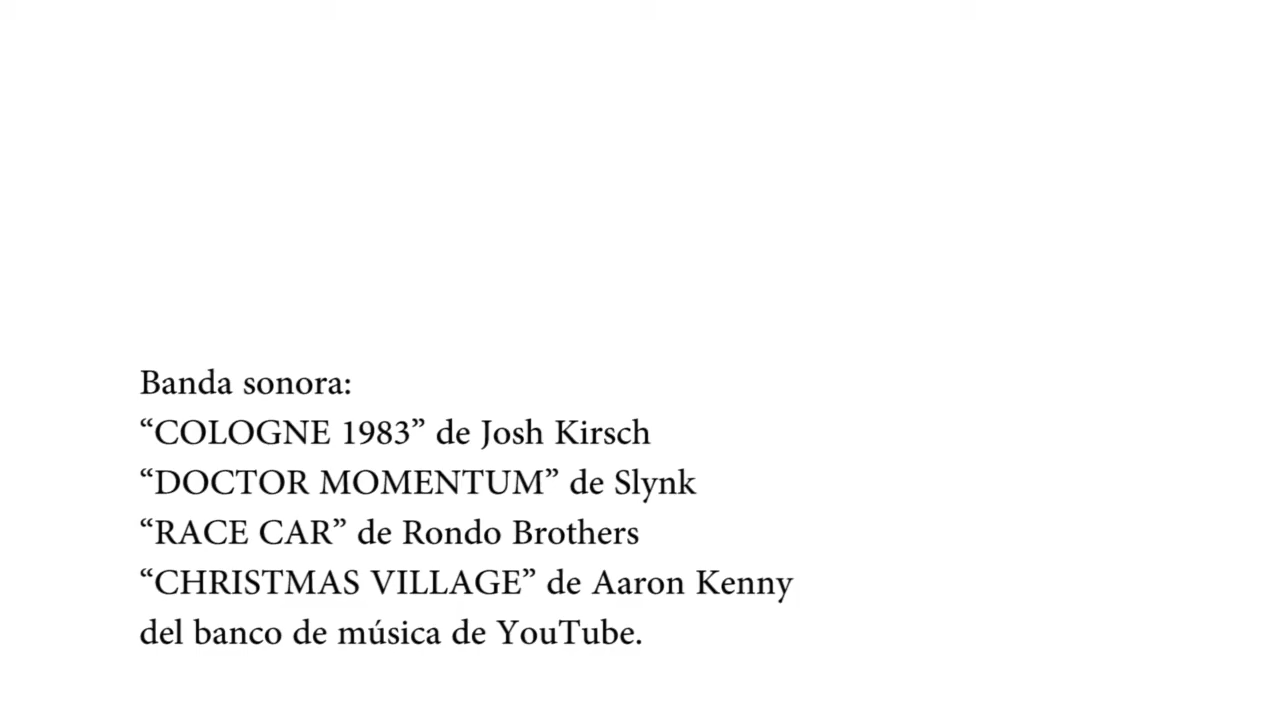 Banda sonora:
“COLOGNE 1983” de Josh Kirsch
“DOCTOR MOMENTUM” de Slynk
“RACE CAR” de Rondo Brothers
“CHRISTMAS VILLAGE” de Aaron Kenny
del banco de música de YouTube.